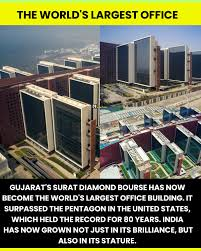 THE WORLD'S LARGEST OFFICE
GUJARAT'S SURAT DIAMOND BOURSE HAS NOW
BECOME THE WORLD'S LARGEST OFFICE BUILDING. IT
SURPASSED THE PENTAGON IN THE UNITED STATES,
WHICH HELD THE RECORD FOR 80 YEARS. INDIA
HAS NOW GROWN NOT JUST IN ITS BRILLIANCE, BUT
ALSO IN ITS STATURE.